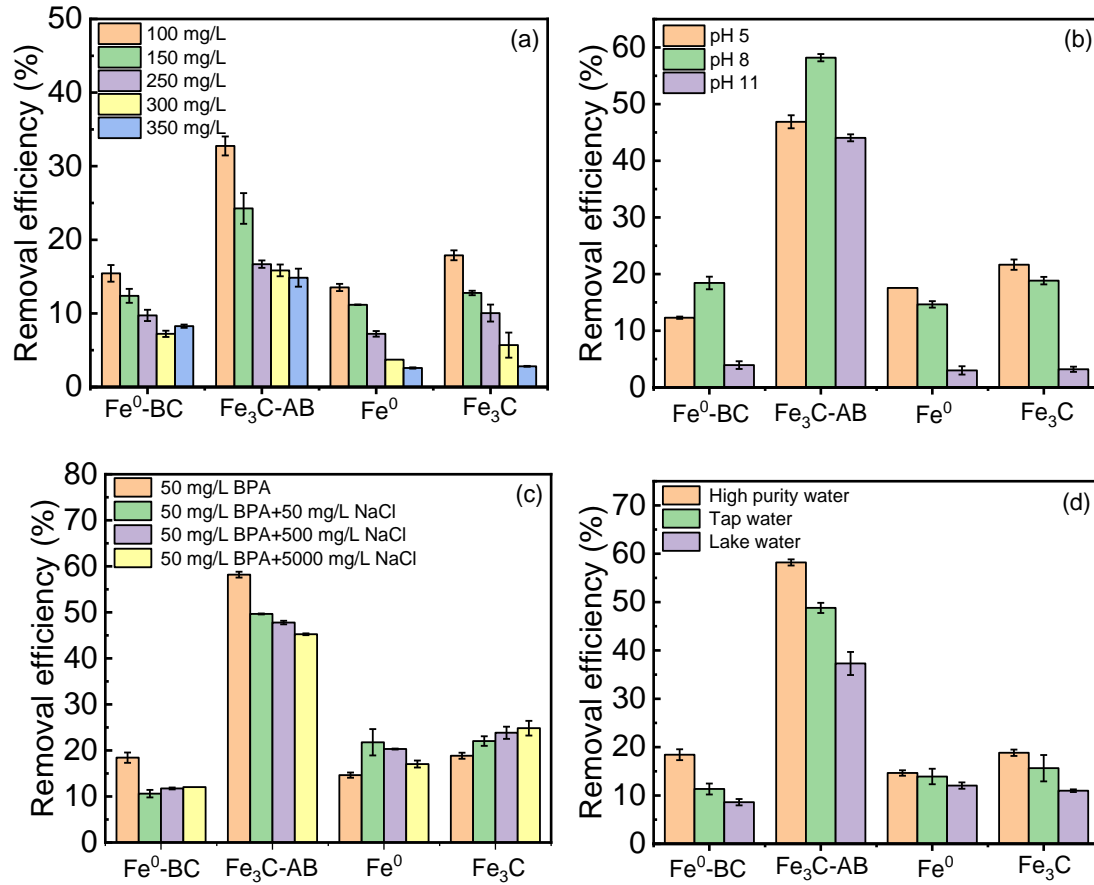 (a)
100 mg/L
150 mg/L
250 mg/L
300 mg/L
350 mg/L
Removal efficiency (%)
50
40
30
20
10
0
Fe⁰-BC Fe₃C-AB Fe⁰ Fe₃C
(b)
pH 5
pH 8
pH 11
Removal efficiency (%)
60
50
40
30
20
10
0
Fe⁰-BC Fe₃C-AB Fe⁰ Fe₃C
(c)
50 mg/L BPA
50 mg/L BPA+50 mg/L NaCl
50 mg/L BPA+500 mg/L NaCl
50 mg/L BPA+5000 mg/L NaCl
Removal efficiency (%)
80
70
60
50
40
30
20
10
0
Fe⁰-BC Fe₃C-AB Fe⁰ Fe₃C
(d)
High purity water
Tap water
Lake water
Removal efficiency (%)
70
60
50
40
30
20
10
0
Fe⁰-BC Fe₃C-AB Fe⁰ Fe₃C